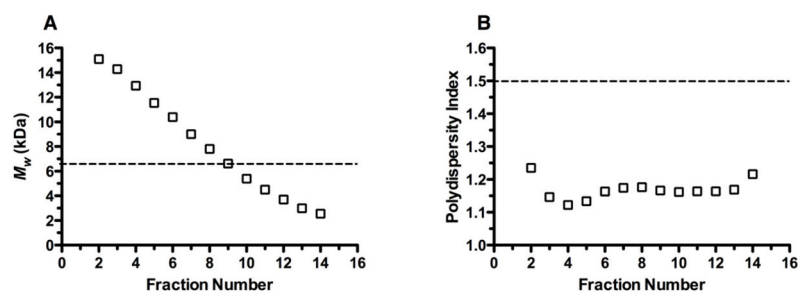 A
M_w (kDa)
16
14
12
10
8
6
4
2
0
0 2 4 6 8 10 12 14 16
Fraction Number
B
Polydispersity Index
1.6
1.5
1.4
1.3
1.2
1.1
1.0
0 2 4 6 8 10 12 14 16
Fraction Number